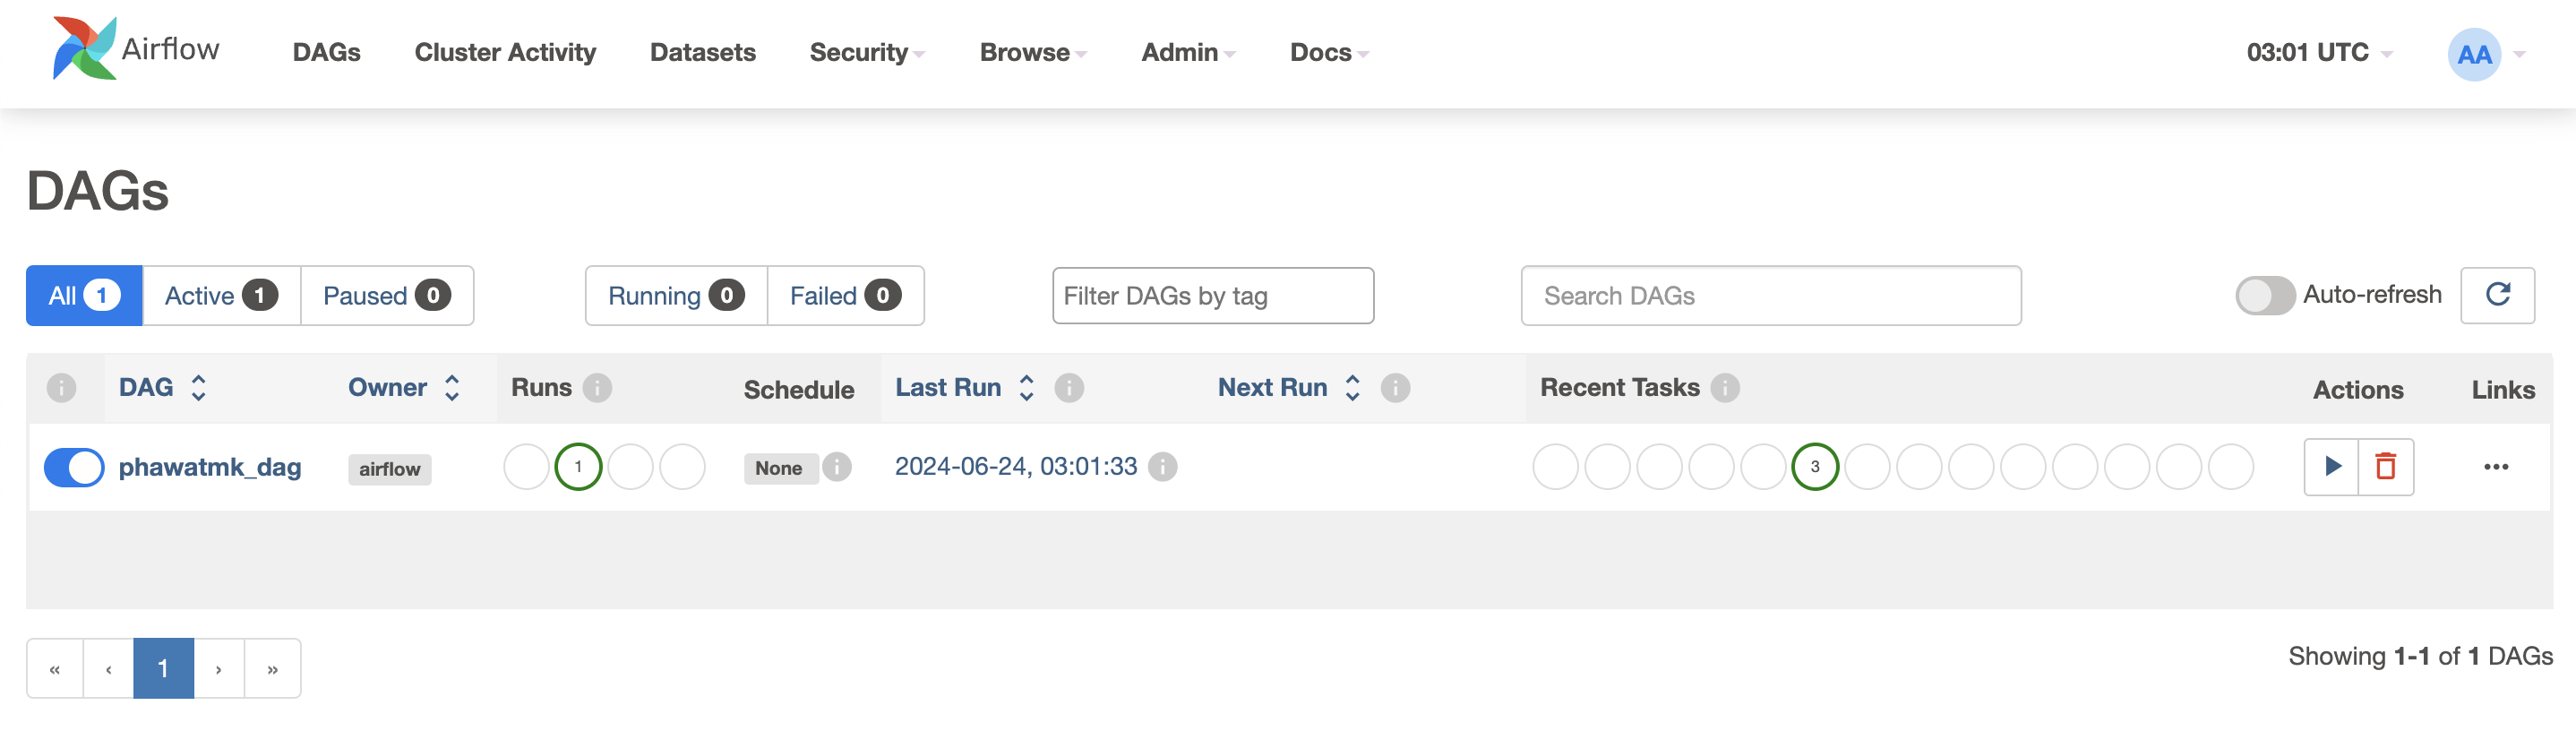 Airflow DAGs Cluster Activity Datasets Security Browse Admin Docs 03:01 UTC AA
DAGs
All 1 Active 1 Paused 0 Running 0 Failed 0 Filter DAGs by tag Search DAGs Auto-refresh
i DAG Owner Runs i Schedule Last Run i Next Run i Recent Tasks i Actions Links
phawatmk_dag airflow 1 None i 2024-06-24, 03:01:33 i 3 ...
« ‹ 1 › » Showing 1-1 of 1 DAGs